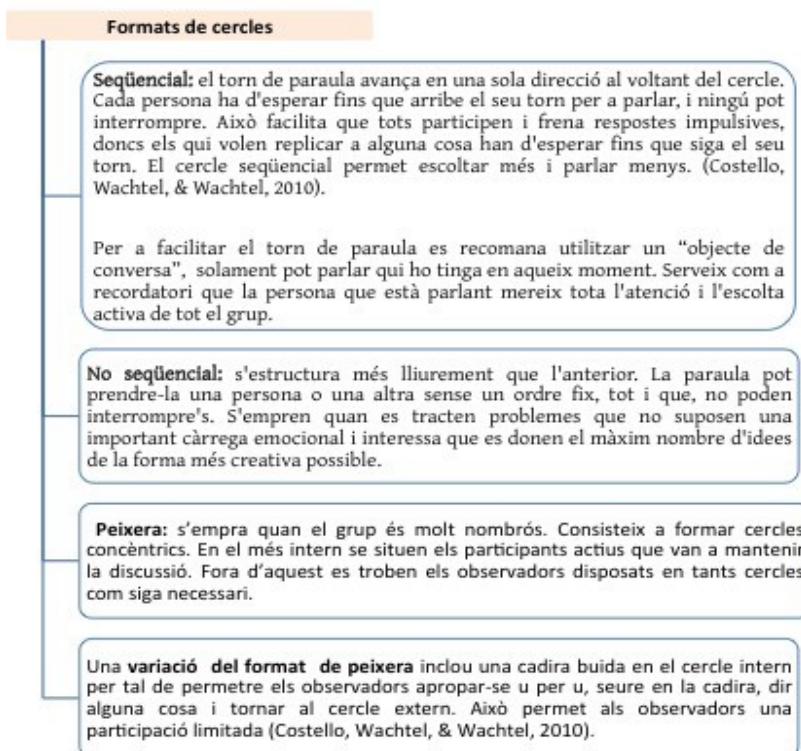 Formats de cercles
Seqüencial: el torn de paraula avança en una sola direcció al voltant del cercle.
Cada persona ha d'esperar fins que arribe el seu torn per a parlar, i ningú pot
interrompre. Això facilita que tots participen i frena respostes impulsives,
doncs els qui volen replicar a alguna cosa han d'esperar fins que siga el seu
torn. El cercle seqüencial permet escoltar més i parlar menys. (Costello,
Wachtel, & Wachtel, 2010).
Per a facilitar el torn de paraula es recomana utilitzar un “objecte de
conversa”, solament pot parlar qui ho tinga en aqueix moment. Serveix com a
recordatori que la persona que està parlant mereix tota l'atenció i l'escolta
activa de tot el grup.
No seqüencial: s'estructura més lliurement que l'anterior. La paraula pot
prendre-la una persona o una altra sense un ordre fix, tot i que, no poden
interrompre's. S'empren quan es tracten problemes que no suposen una
important càrrega emocional i interessa que es donen el màxim nombre d'idees
de la forma més creativa possible.
Peixera: s’empra quan el grup és molt nombrós. Consisteix a formar cercles
concèntrics. En el més intern se situen els participants actius que van a mantenir
la discussió. Fora d’aquest es troben els observadors disposats en tants cercles
com siga necessari.
Una variació del format de peixera inclou una cadira buida en el cercle intern
per tal de permetre els observadors apropar-se u per u, seure en la cadira, dir
alguna cosa i tornar al cercle extern. Això permet als observadors una
participació limitada (Costello, Wachtel, & Wachtel, 2010).